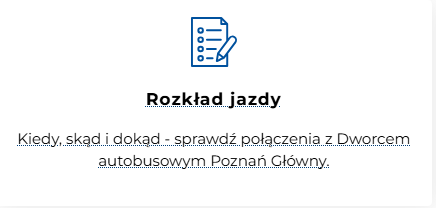 Rozkład jazdy
Kiedy, skąd i dokąd - sprawdź połączenia z Dworcem
autobusowym Poznań Główny.